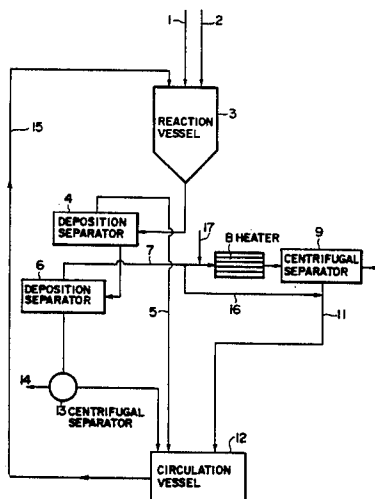 1
2
15
REACTION
VESSEL
3
4
DEPOSITION
SEPARATOR
17
8 HEATER
9
CENTRIFUGAL
SEPARATOR
6
7
DEPOSITION
SEPARATOR
5
16
11
14
13 CENTRIFUGAL
SEPARATOR
12
CIRCULATION
VESSEL